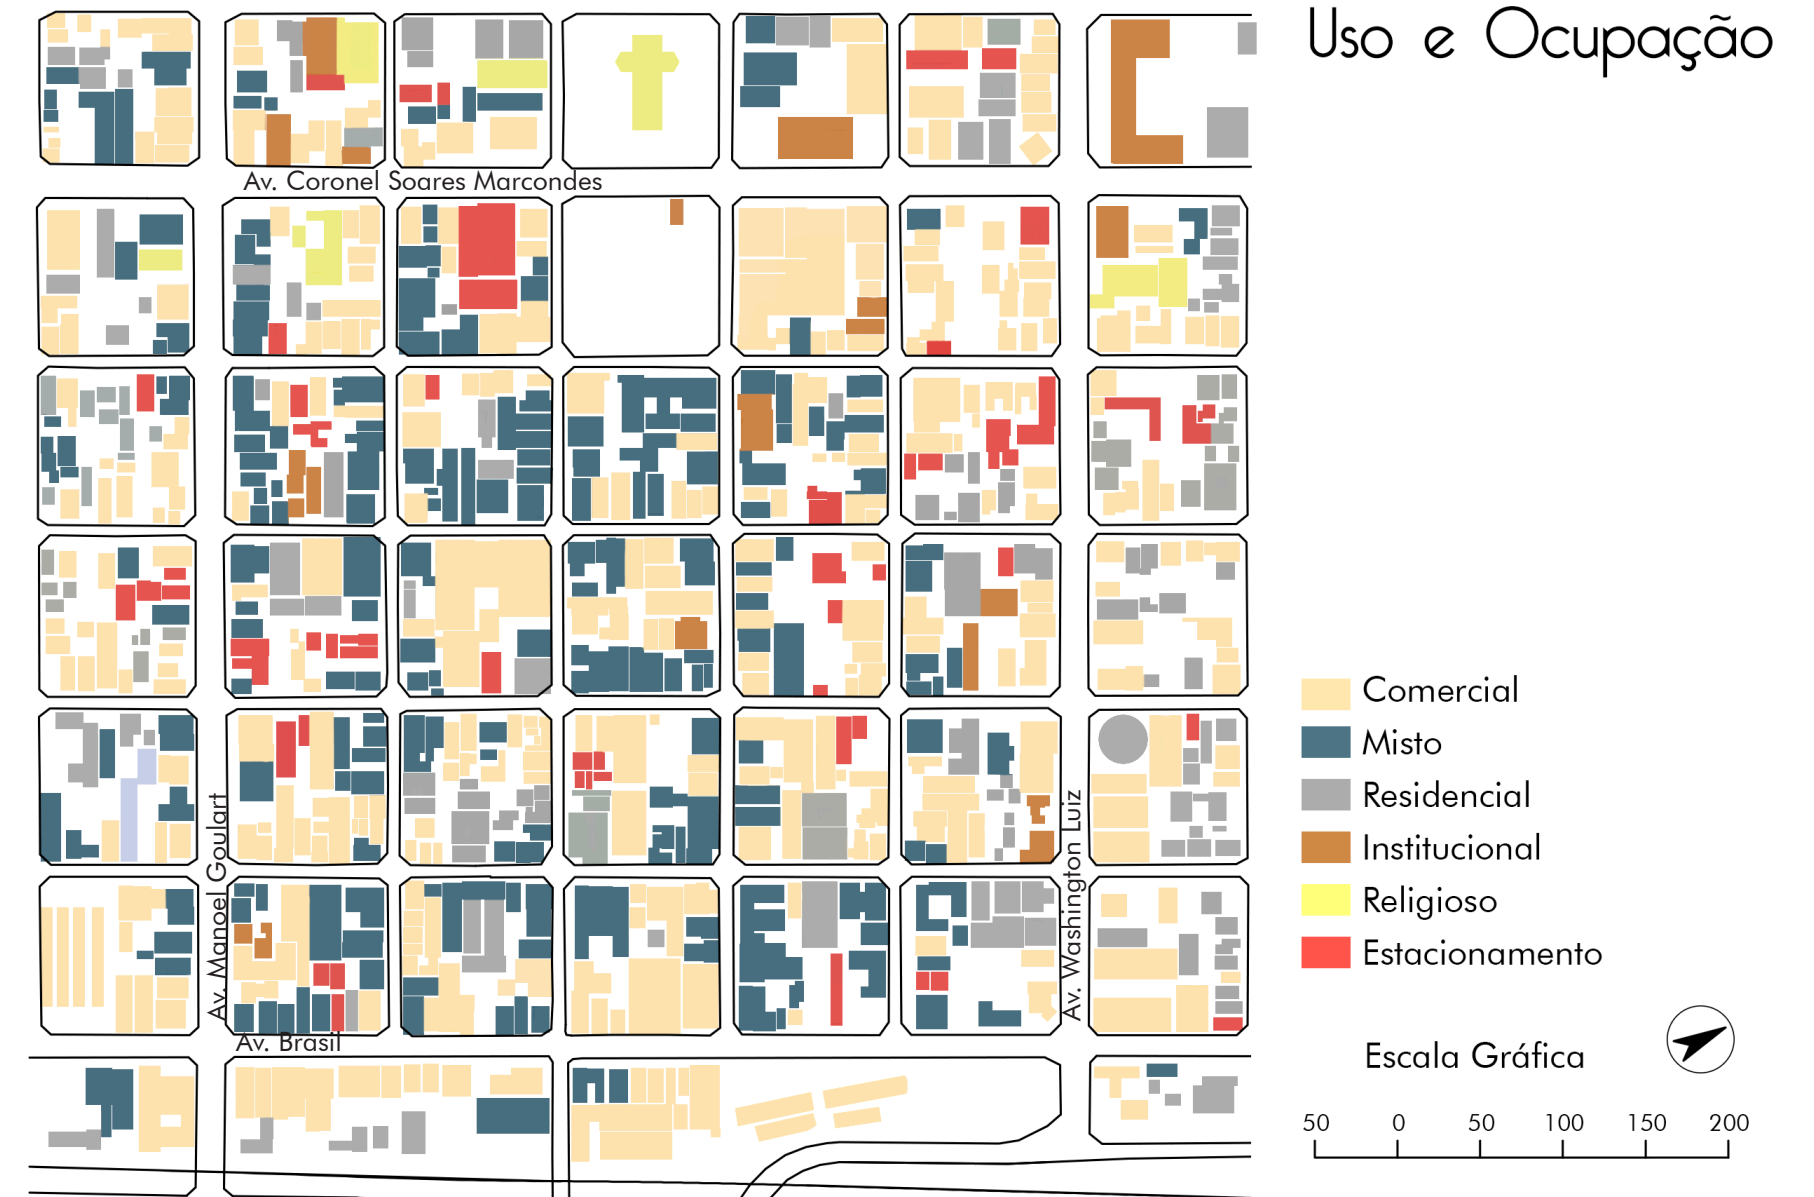 Uso e Ocupação
Av. Coronel Soares Marcondes
Av. Manoel Goulart
Av. Washington Luiz
Av. Brasil
Comercial
Misto
Residencial
Institucional
Religioso
Estacionamento
Escala Gráfica
50 0 50 100 150 200